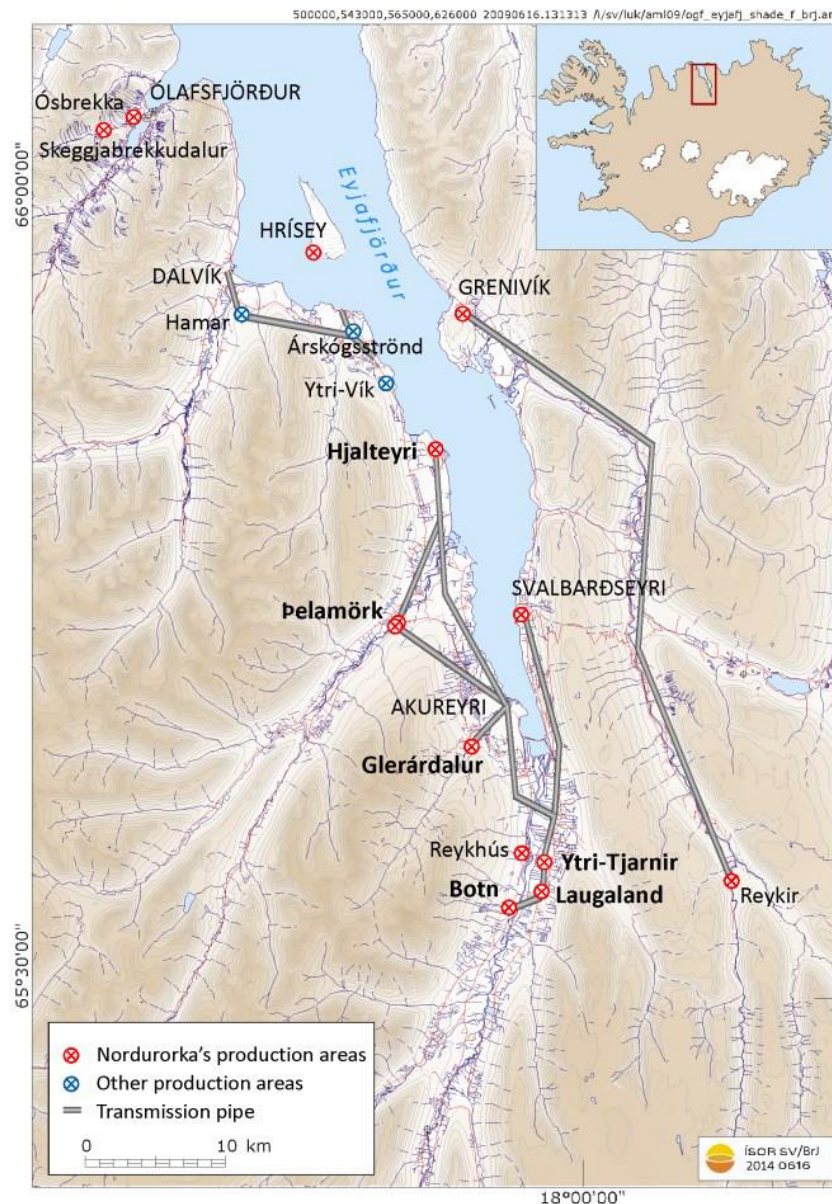 500000,543000,565000,626000 20090616.131313 /l/sv/luk/aml09/ogf_eyjafj_shade_f_brj.an
Ósbrekka
ÓLAFSFJÖRÐUR
Skeggjabrekkudalur
66°00'00"
Eyjafjörður
HRÍSEY
DALVÍK
GRENIVÍK
Hamar
Árskógsströnd
Ytri-Vík
Hjalteyri
SVALBARÐSEYRI
Þelamörk
AKUREYRI
Glerárdalur
Reykhús
Ytri-Tjarnir
Botn
Laugaland
Reykir
65°30'00"
Nordurorka's production areas
Other production areas
Transmission pipe
0 10 km
ÍSOR SV/BrJ
2014 0616
18°00'00"